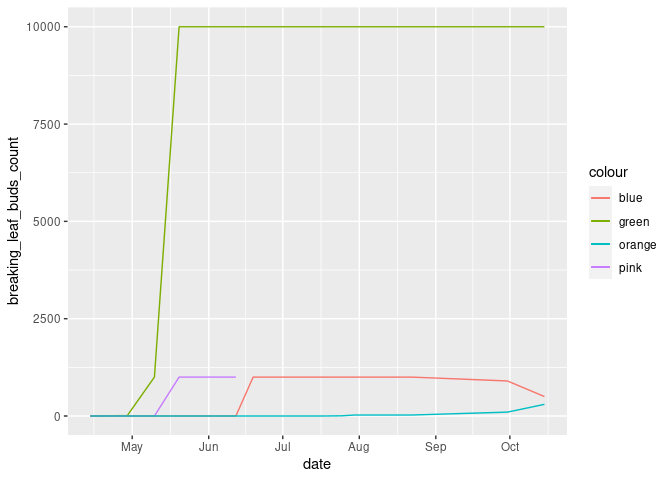 10000
7500
5000
2500
0
breaking_leaf_buds_count
May Jun Jul Aug Sep Oct
date
colour
blue
green
orange
pink